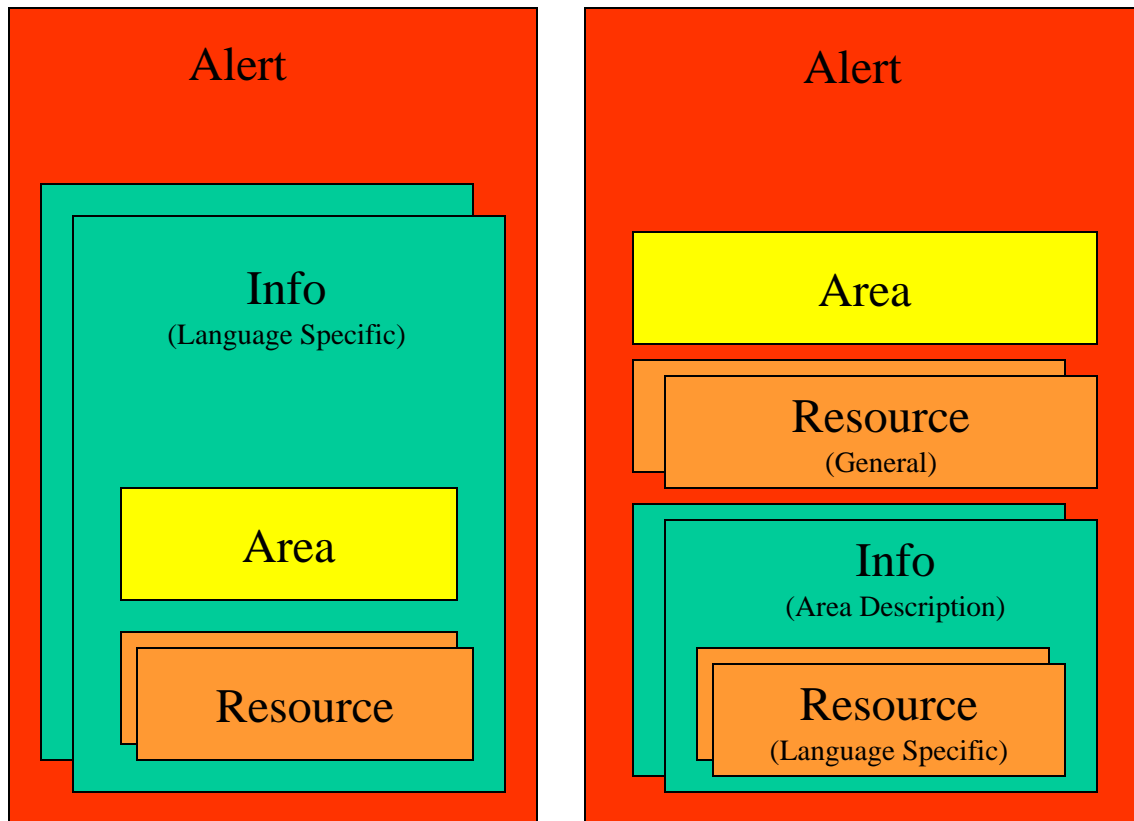 Alert
Info
(Language Specific)
Area
Resource
Alert
Area
Resource
(General)
Info
(Area Description)
Resource
(Language Specific)